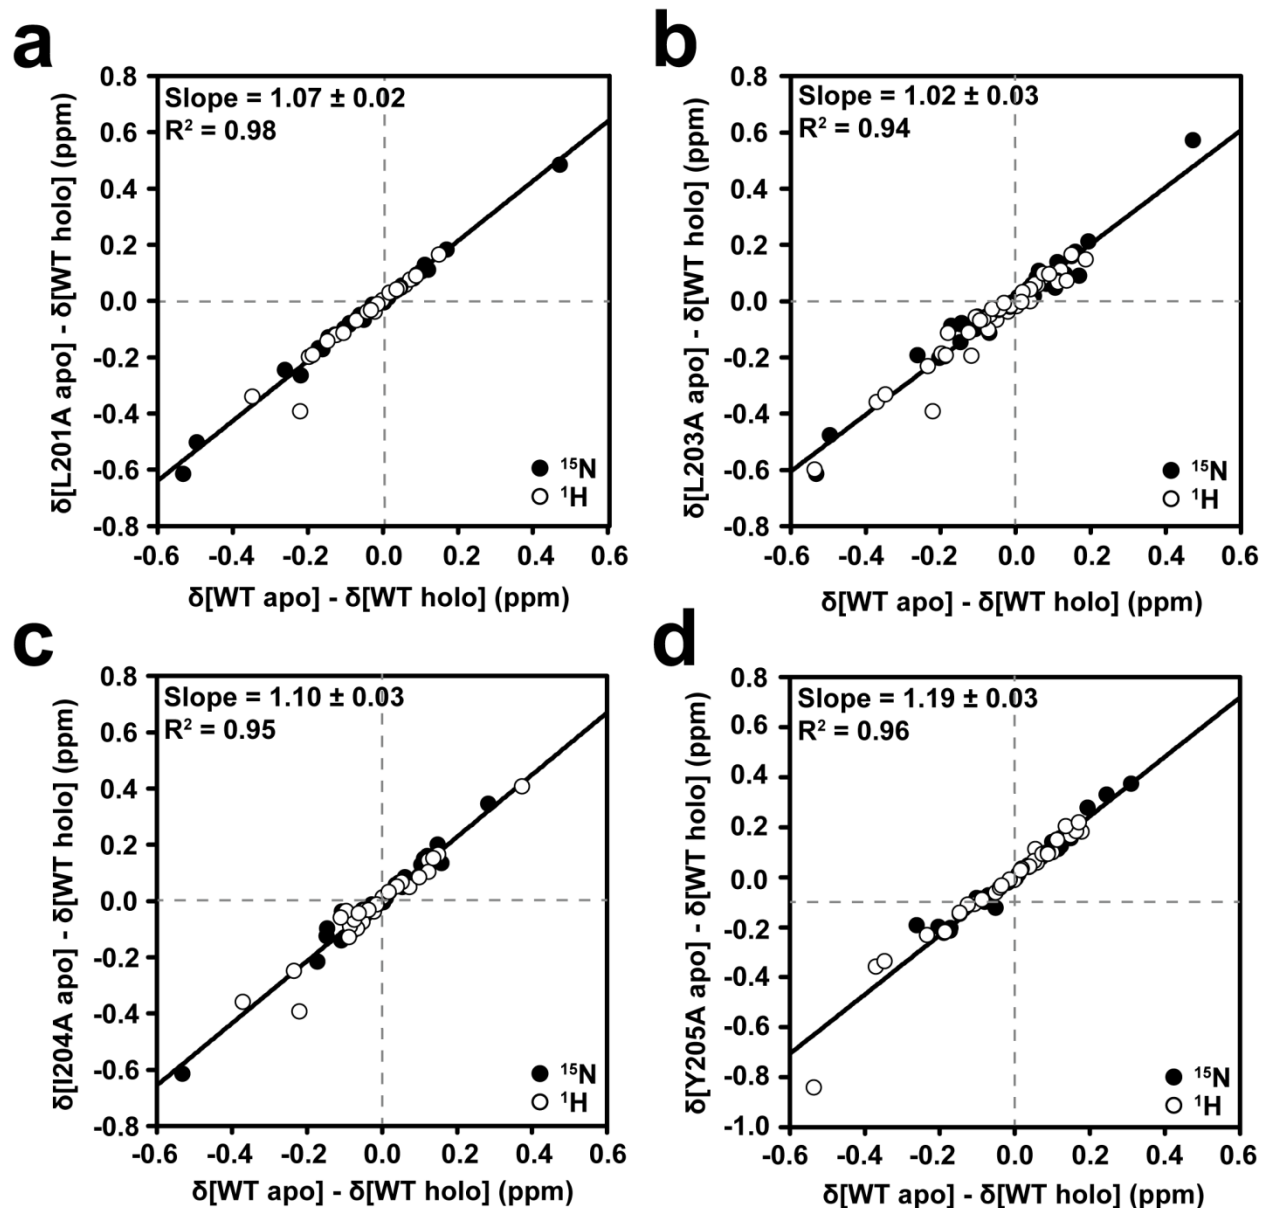 a
Slope = 1.07 ± 0.02
R² = 0.98
δ[L201A apo] - δ[WT holo] (ppm)
0.8
0.6
0.4
0.2
0.0
-0.2
-0.4
-0.6
-0.8
-0.6 -0.4 -0.2 0.0 0.2 0.4 0.6
¹⁵N
¹H
δ[WT apo] - δ[WT holo] (ppm)
b
Slope = 1.02 ± 0.03
R² = 0.94
δ[L203A apo] - δ[WT holo] (ppm)
0.8
0.6
0.4
0.2
0.0
-0.2
-0.4
-0.6
-0.8
-0.6 -0.4 -0.2 0.0 0.2 0.4 0.6
¹⁵N
¹H
δ[WT apo] - δ[WT holo] (ppm)
c
Slope = 1.10 ± 0.03
R² = 0.95
δ[I204A apo] - δ[WT holo] (ppm)
0.8
0.6
0.4
0.2
0.0
-0.2
-0.4
-0.6
-0.8
-0.6 -0.4 -0.2 0.0 0.2 0.4 0.6
¹⁵N
¹H
δ[WT apo] - δ[WT holo] (ppm)
d
Slope = 1.19 ± 0.03
R² = 0.96
δ[Y205A apo] - δ[WT holo] (ppm)
0.8
0.6
0.4
0.2
0.0
-0.2
-0.4
-0.6
-0.8
-1.0
-0.6 -0.4 -0.2 0.0 0.2 0.4 0.6
¹⁵N
¹H
δ[WT apo] - δ[WT holo] (ppm)